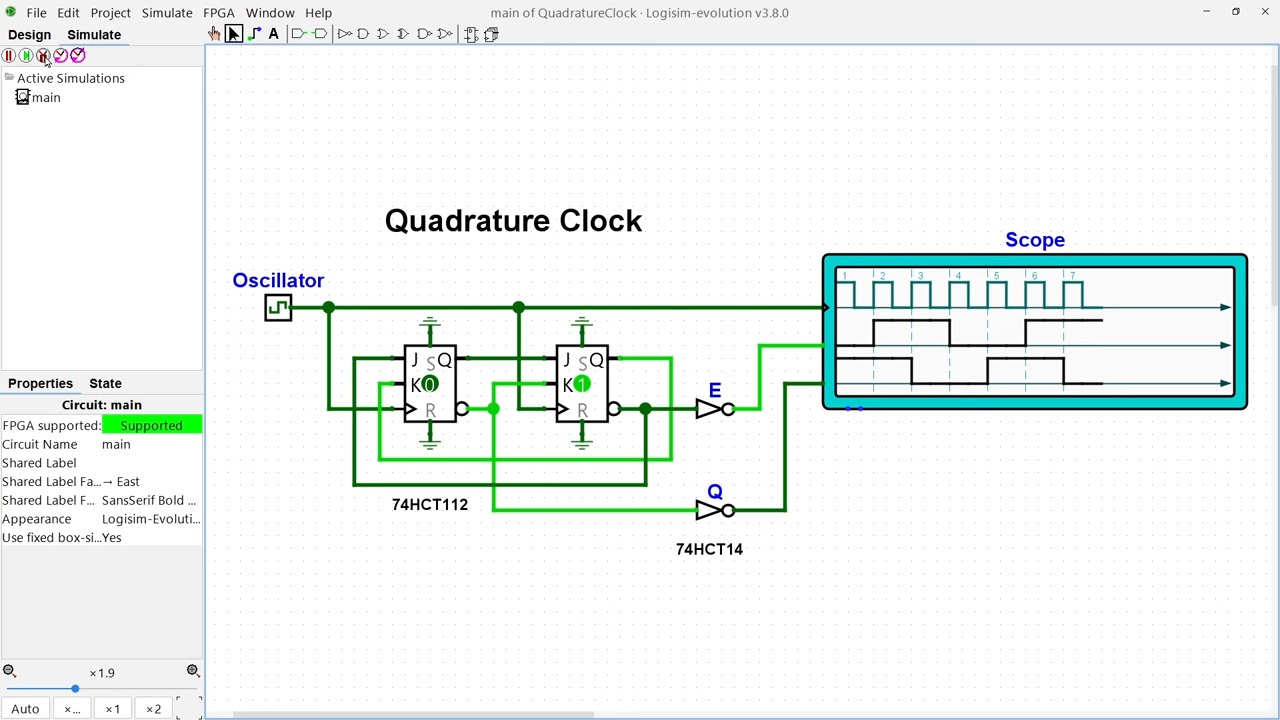 File Edit Project Simulate FPGA Window Help main of QuadratureClock · Logisim-evolution v3.8.0
Design Simulate
A
Active Simulations
main
Properties State
Circuit: main
FPGA supported: Supported
Circuit Name main
Shared Label
Shared Label Fa... → East
Shared Label F... SansSerif Bold ...
Appearance Logisim-Evoluti...
Use fixed box-si... Yes
×1.9
Auto ×... ×1 ×2
Quadrature Clock
Oscillator
J S Q
K 0
R
J S Q
K 1
R
74HCT112
E
Q
74HCT14
Scope
1 2 3 4 5 6 7